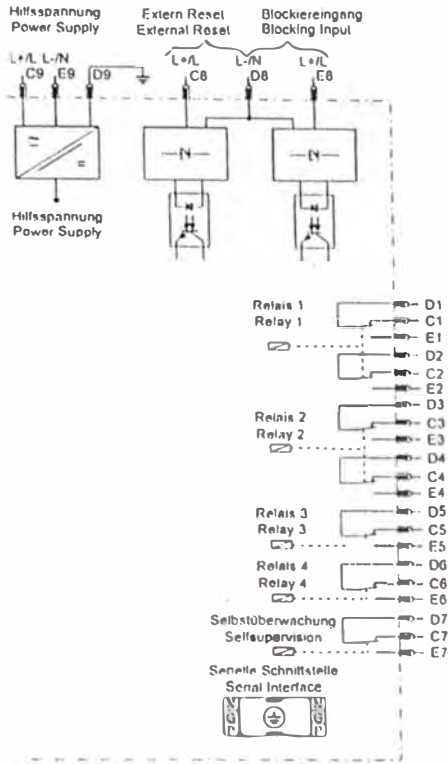 Hilfsspannung
Power Supply
L+/L L-/N
C9 E9 D9
Extern Reset
External Reset
Blockiereingang
Blocking Input
L+/L L-/N L+/L
C8 D8 E8
N
N
Hilfsspannung
Power Supply
N
N
Relais 1
Relay 1
D1
C1
E1
D2
C2
E2
Relais 2
Relay 2
D3
C3
E3
D4
C4
E4
Relais 3
Relay 3
D5
C5
E5
Relais 4
Relay 4
D6
C6
E6
Selbstüberwachung
Selfsupervision
D7
C7
E7
Serielle Schnittstelle
Serial Interface